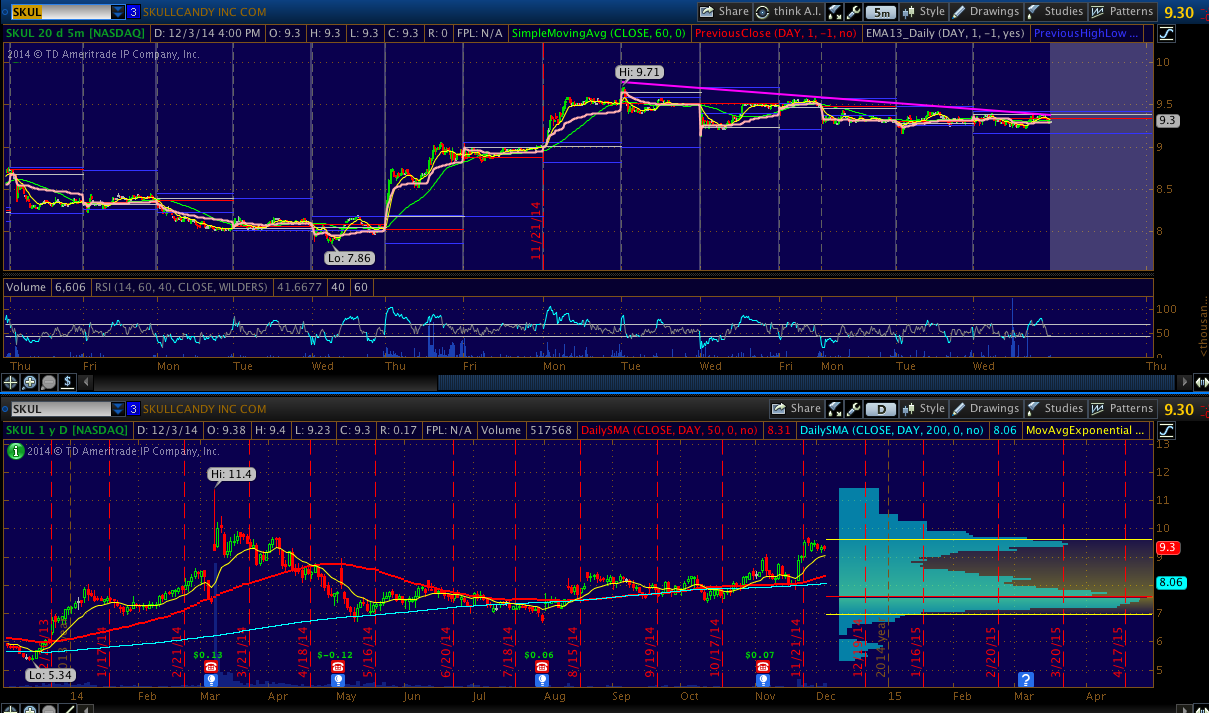 SKUL 3 SKULLCANDY INC COM Share think A.I. 5m Style Drawings Studies Patterns 9.30
SKUL 20 d 5m [NASDAQ] D: 12/3/14 4:00 PM O: 9.3 H: 9.3 L: 9.3 C: 9.3 R: 0 FPL: N/A SimpleMovingAvg (CLOSE, 60, 0) PreviousClose (DAY, 1, -1, no) EMA13_Daily (DAY, 1, -1, yes) PreviousHighLow ...
2014 © TD Ameritrade IP Company, Inc.
10
Hi: 9.71
9.5
9.3
9
8.5
11/21/14
8
Lo: 7.86
Volume 6,606 RSI (14, 60, 40, CLOSE, WILDERS) 41.6677 40 60
100
50
0
<thousan...
Thu Fri Mon Tue Wed Thu Fri Mon Tue Wed Fri Mon Tue Wed Thu
$
SKUL 3 SKULLCANDY INC COM Share D Style Drawings Studies Patterns 9.30
SKUL 1 y D [NASDAQ] D: 12/3/14 O: 9.38 H: 9.4 L: 9.23 C: 9.3 R: 0.17 FPL: N/A Volume 517568 DailySMA (CLOSE, DAY, 50, 0, no) 8.31 DailySMA (CLOSE, DAY, 200, 0, no) 8.06 MovAvgExponential ...
2014 © TD Ameritrade IP Company, Inc.
13
12
Hi: 11.4
11
10
9.3
9
8.06
8
7
6
5
1/17/14 2/21/14 3/21/14 4/18/14 5/16/14 6/20/14 7/18/14 8/15/14 9/19/14 10/17/14 11/21/14 2014 year 1/16/15 2/20/15 3/20/15 4/17/15
$0.13 $-0.12 $0.06 $0.07
Lo: 5.34
?
14 Feb Mar Apr May Jun Jul Aug Sep Oct Nov Dec 15 Feb Mar Apr